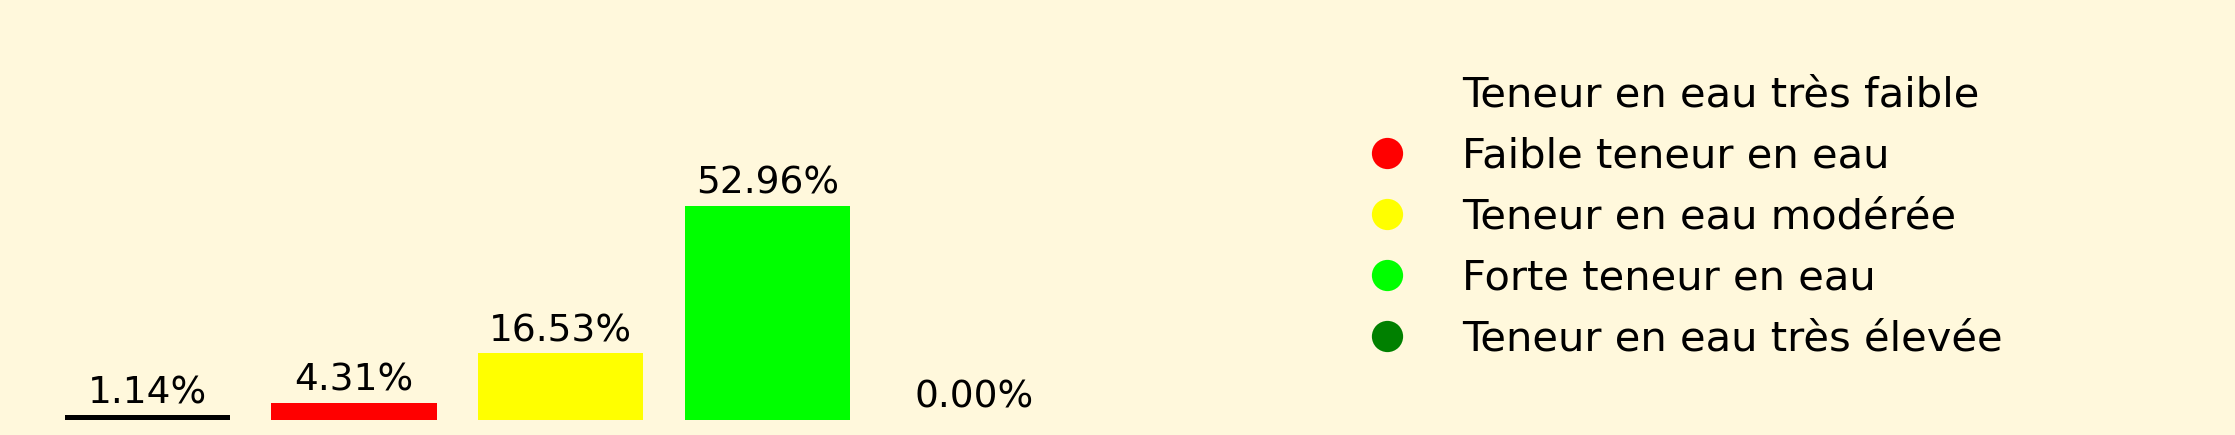 1.14%
4.31%
16.53%
52.96%
0.00%
Teneur en eau très faible
Faible teneur en eau
Teneur en eau modérée
Forte teneur en eau
Teneur en eau très élevée